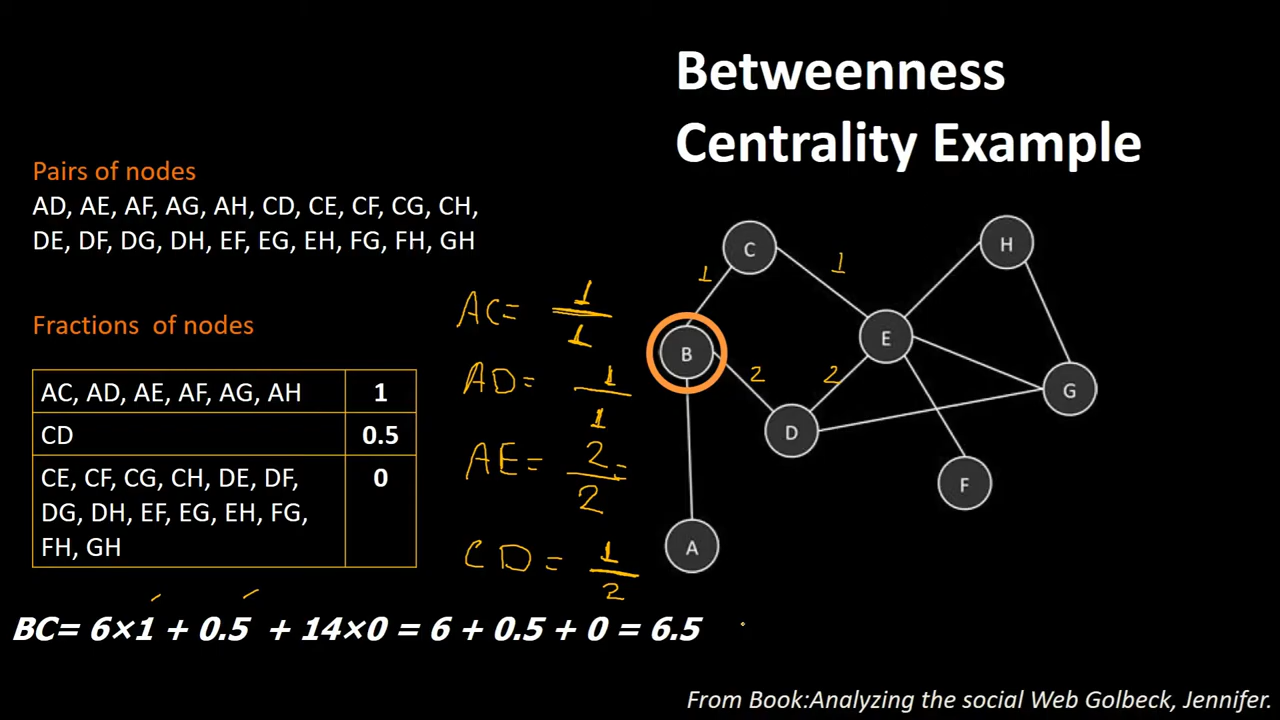 Betweenness
Centrality Example
Pairs of nodes
AD, AE, AF, AG, AH, CD, CE, CF, CG, CH,
DE, DF, DG, DH, EF, EG, EH, FG, FH, GH
Fractions of nodes
AC, AD, AE, AF, AG, AH 1
CD 0.5
CE, CF, CG, CH, DE, DF, 0
DG, DH, EF, EG, EH, FG,
FH, GH
AC= 1
1
AD= 1
1
AE= 2
2
CD= 1
2
C
H
1
1
B
E
2
2
G
D
F
A
BC= 6×1 + 0.5 + 14×0 = 6 + 0.5 + 0 = 6.5
From Book:Analyzing the social Web Golbeck, Jennifer.